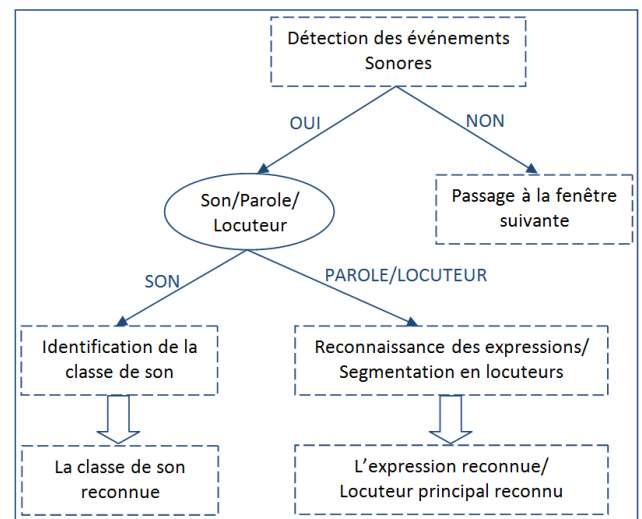 Détection des événements
Sonores
OUI
NON
Son/Parole/
Locuteur
Passage à la fenêtre
suivante
SON
PAROLE/LOCUTEUR
Identification de la
classe de son
Reconnaissance des expressions/
Segmentation en locuteurs
La classe de son
reconnue
L'expression reconnue/
Locuteur principal reconnu